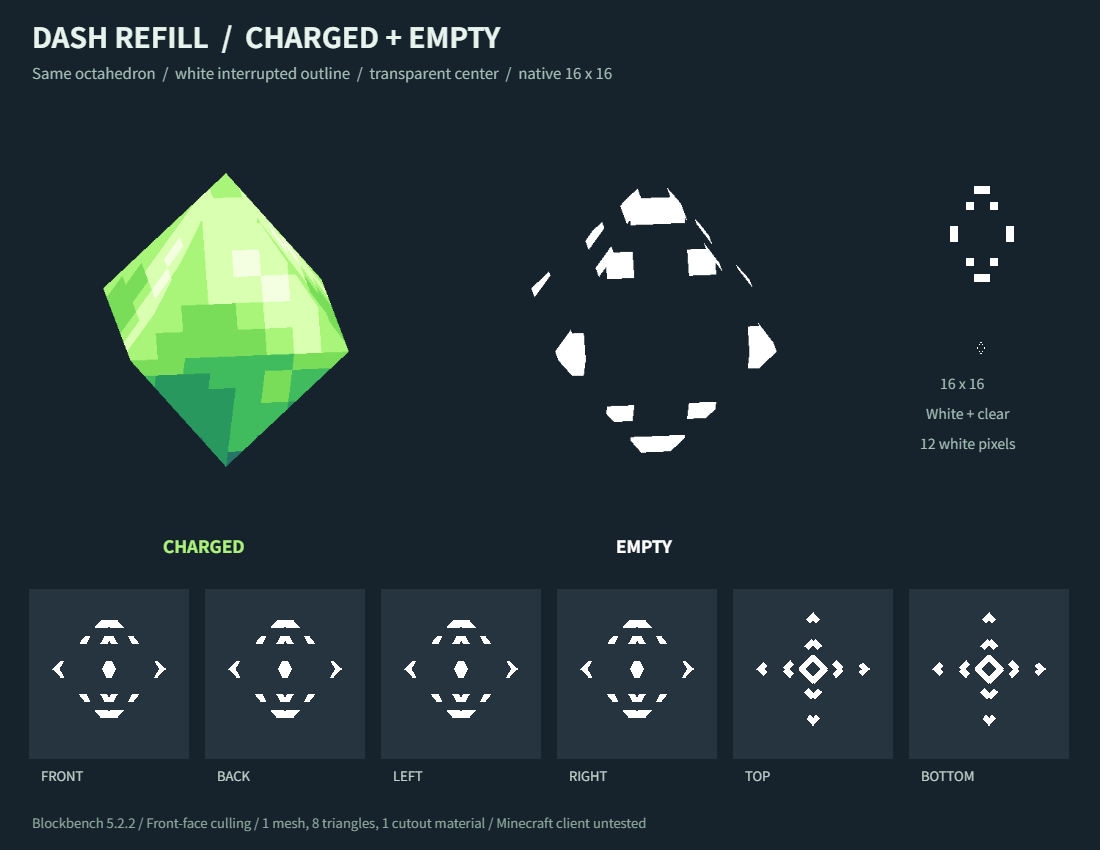 DASH REFILL / CHARGED + EMPTY
Same octahedron / white interrupted outline / transparent center / native 16 x 16
16 x 16
White + clear
12 white pixels
CHARGED
EMPTY
FRONT
BACK
LEFT
RIGHT
TOP
BOTTOM
Blockbench 5.2.2 / Front-face culling / 1 mesh, 8 triangles, 1 cutout material / Minecraft client untested